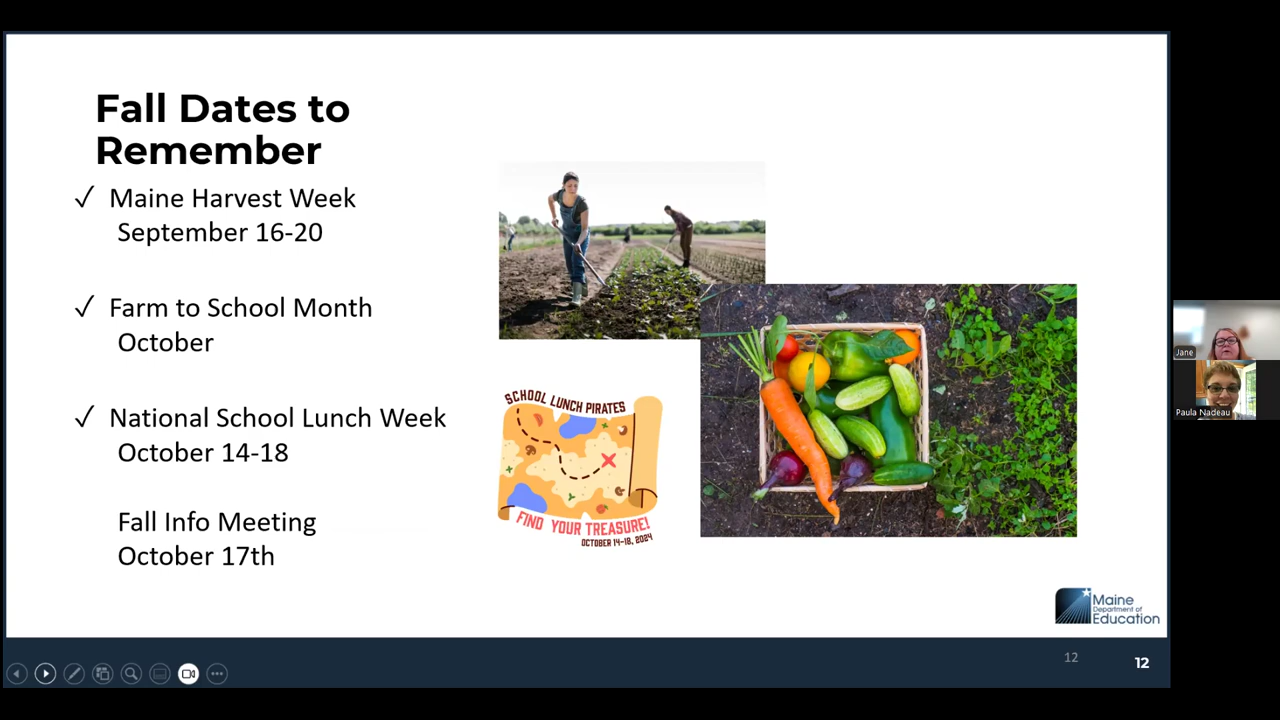 Fall Dates to
Remember
✓ Maine Harvest Week
September 16-20
✓ Farm to School Month
October
✓ National School Lunch Week
October 14-18
Fall Info Meeting
October 17th
SCHOOL LUNCH PIRATES
FIND YOUR TREASURE!
OCTOBER 14-18, 2024
Maine
Department of
Education
12
12
Jane
Paula Nadeau